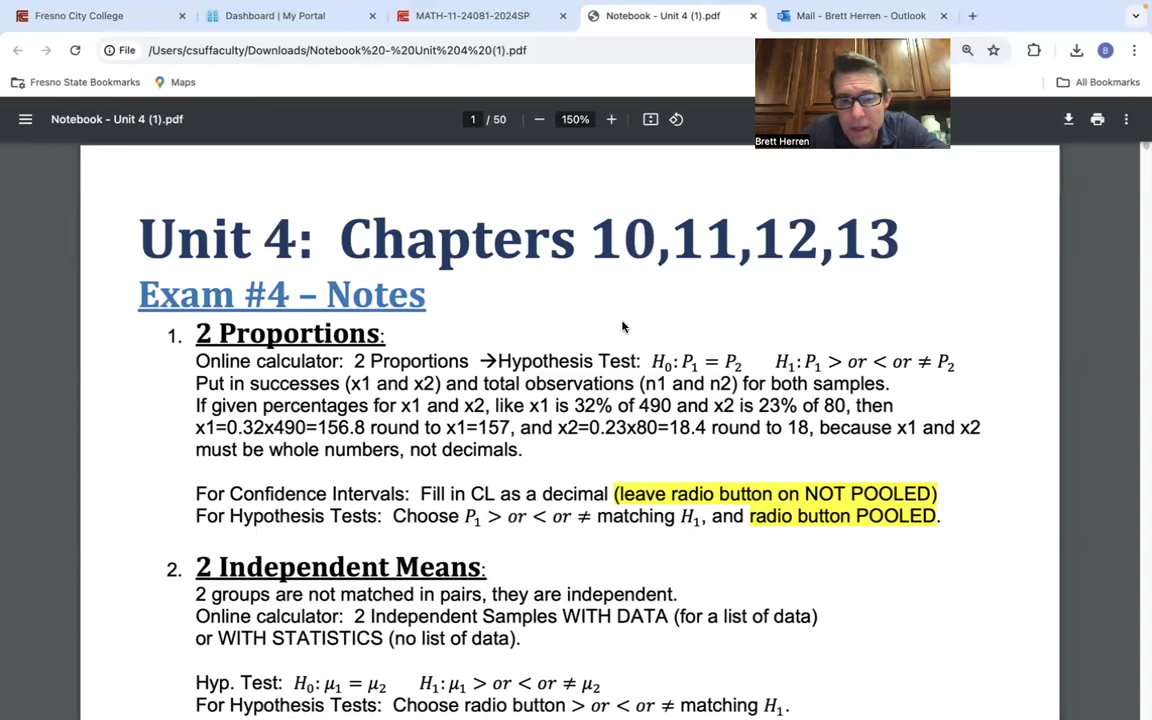 Fresno City College
Dashboard | My Portal
MATH-11-24081-2024SP
Notebook - Unit 4 (1).pdf
Mail - Brett Herren - Outlook
File
/Users/csufaculty/Downloads/Notebook%20-%20Unit%204%20(1).pdf
B
Fresno State Bookmarks
Maps
All Bookmarks
Notebook - Unit 4 (1).pdf
1 / 50
150%
Brett Herren
Unit 4: Chapters 10,11,12,13
Exam #4 – Notes
1. 2 Proportions:
Online calculator: 2 Proportions →Hypothesis Test: H₀: P₁ = P₂ H₁: P₁ > or < or ≠ P₂
Put in successes (x1 and x2) and total observations (n1 and n2) for both samples.
If given percentages for x1 and x2, like x1 is 32% of 490 and x2 is 23% of 80, then
x1=0.32x490=156.8 round to x1=157, and x2=0.23x80=18.4 round to 18, because x1 and x2
must be whole numbers, not decimals.
For Confidence Intervals: Fill in CL as a decimal (leave radio button on NOT POOLED)
For Hypothesis Tests: Choose P₁ > or < or ≠ matching H₁, and radio button POOLED.
2. 2 Independent Means:
2 groups are not matched in pairs, they are independent.
Online calculator: 2 Independent Samples WITH DATA (for a list of data)
or WITH STATISTICS (no list of data).
Hyp. Test: H₀: μ₁ = μ₂ H₁: μ₁ > or < or ≠ μ₂
For Hypothesis Tests: Choose radio button > or < or ≠ matching H₁.